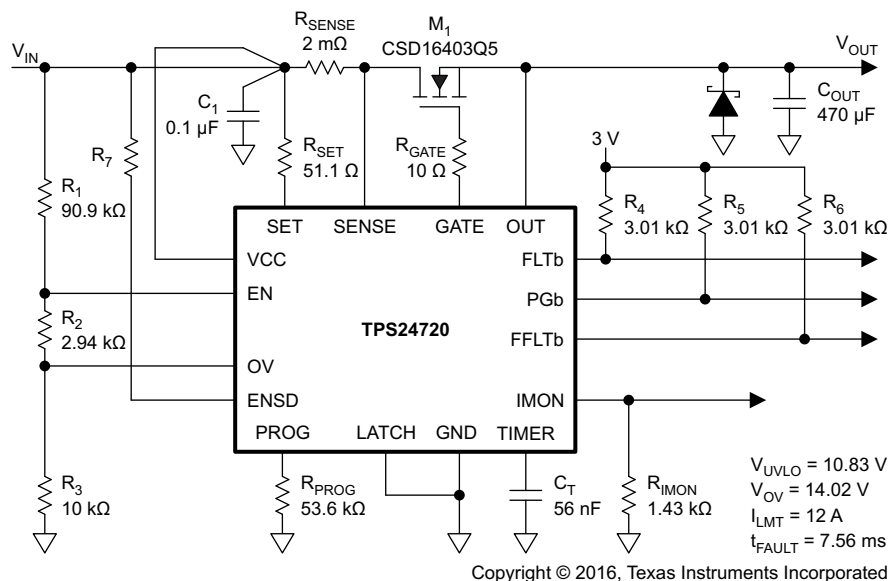 R_SENSE
2 mΩ
M_1
CSD16403Q5
V_IN
V_OUT
C_1
0.1 µF
C_OUT
470 µF
R_7
R_SET
51.1 Ω
R_GATE
10 Ω
3 V
R_1
90.9 kΩ
R_4
3.01 kΩ
R_5
3.01 kΩ
R_6
3.01 kΩ
SET
SENSE
GATE
OUT
VCC
FLTb
EN
PGb
R_2
2.94 kΩ
TPS24720
FFLTb
OV
ENSD
IMON
PROG
LATCH
GND
TIMER
R_3
10 kΩ
R_PROG
53.6 kΩ
C_T
56 nF
R_IMON
1.43 kΩ
V_UVLO = 10.83 V
V_OV = 14.02 V
I_LMT = 12 A
t_FAULT = 7.56 ms
Copyright © 2016, Texas Instruments Incorporated